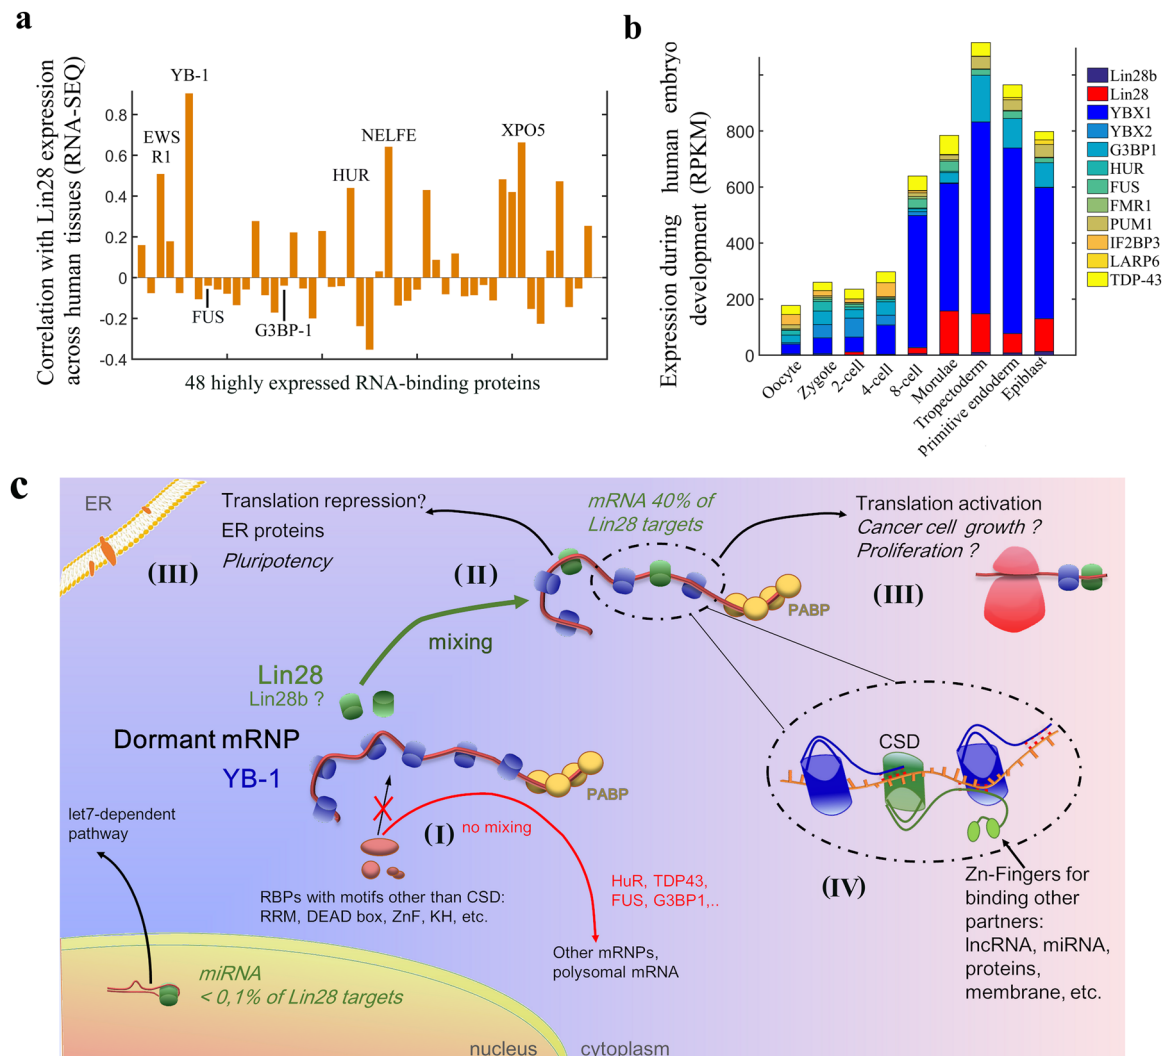 a
Correlation with Lin28 expression
across human tissues (RNA-SEQ)
0.8
0.6
0.4
0.2
0
-0.2
-0.4
YB-1
EWS
R1
NELFE
XPO5
HUR
FUS
G3BP-1
48 highly expressed RNA-binding proteins
b
Expression during human embryo
development (RPKM)
800
600
400
200
0
Oocyte
Zygote
2-cell
4-cell
8-cell
Morulae
Tropectoderm
Primitive endoderm
Epiblast
Lin28b
Lin28
YBX1
YBX2
G3BP1
HUR
FUS
FMR1
PUM1
IF2BP3
LARP6
TDP-43
c
ER
Translation repression?
ER proteins
Pluripotency
(III)
(II)
mRNA 40% of
Lin28 targets
Translation activation
Cancer cell growth ?
Proliferation ?
(III)
PABP
mixing
Lin28
Lin28b ?
Dormant mRNP
YB-1
PABP
CSD
let7-dependent
pathway
(I)
no mixing
RBPs with motifs other than CSD:
RRM, DEAD box, ZnF, KH, etc.
HuR, TDP43,
FUS, G3BP1,..
Other mRNPs,
polysomal mRNA
(IV)
Zn-Fingers for
binding other
partners:
lncRNA, miRNA,
proteins,
membrane, etc.
miRNA
< 0,1% of Lin28 targets
nucleus
cytoplasm